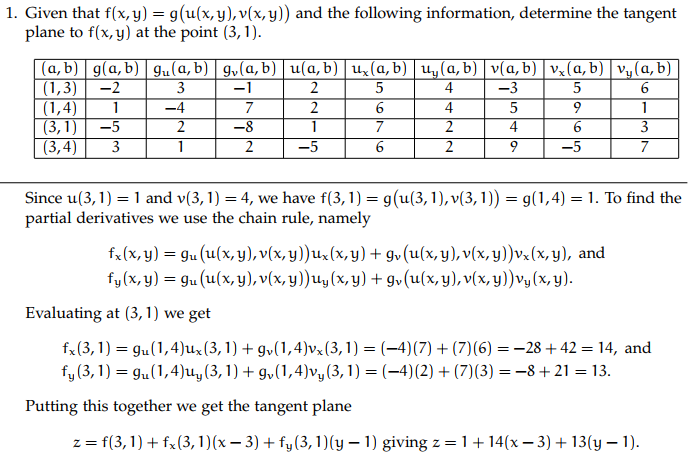 1. Given that f(x, y) = g(u(x, y), v(x, y)) and the following information, determine the tangent
plane to f(x, y) at the point (3, 1).
(a, b) g(a, b) g_u(a, b) g_v(a, b) u(a, b) u_x(a, b) u_y(a, b) v(a, b) v_x(a, b) v_y(a, b)
(1, 3) −2 3 −1 2 5 4 −3 5 6
(1, 4) 1 −4 7 2 6 4 5 9 1
(3, 1) −5 2 −8 1 7 2 4 6 3
(3, 4) 3 1 2 −5 6 2 9 −5 7
Since u(3, 1) = 1 and v(3, 1) = 4, we have f(3, 1) = g(u(3, 1), v(3, 1)) = g(1, 4) = 1. To find the
partial derivatives we use the chain rule, namely
f_x(x, y) = g_u(u(x, y), v(x, y))u_x(x, y) + g_v(u(x, y), v(x, y))v_x(x, y), and
f_y(x, y) = g_u(u(x, y), v(x, y))u_y(x, y) + g_v(u(x, y), v(x, y))v_y(x, y).
Evaluating at (3, 1) we get
f_x(3, 1) = g_u(1, 4)u_x(3, 1) + g_v(1, 4)v_x(3, 1) = (−4)(7) + (7)(6) = −28 + 42 = 14, and
f_y(3, 1) = g_u(1, 4)u_y(3, 1) + g_v(1, 4)v_y(3, 1) = (−4)(2) + (7)(3) = −8 + 21 = 13.
Putting this together we get the tangent plane
z = f(3, 1) + f_x(3, 1)(x − 3) + f_y(3, 1)(y − 1) giving z = 1 + 14(x − 3) + 13(y − 1).